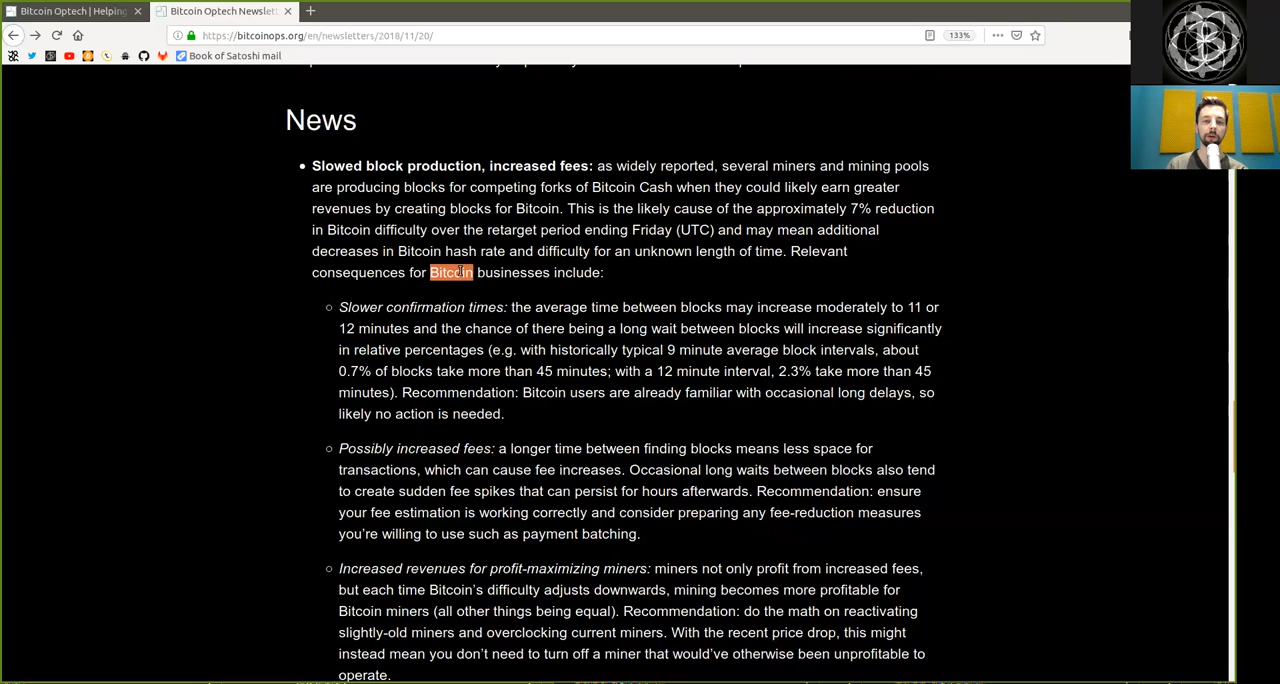 Bitcoin Optech | Helping
Bitcoin Optech Newslett
https://bitcoinops.org/en/newsletters/2018/11/20/
133%
Book of Satoshi mail
News
Slowed block production, increased fees: as widely reported, several miners and mining pools
are producing blocks for competing forks of Bitcoin Cash when they could likely earn greater
revenues by creating blocks for Bitcoin. This is the likely cause of the approximately 7% reduction
in Bitcoin difficulty over the retarget period ending Friday (UTC) and may mean additional
decreases in Bitcoin hash rate and difficulty for an unknown length of time. Relevant
consequences for Bitcoin businesses include:
Slower confirmation times: the average time between blocks may increase moderately to 11 or
12 minutes and the chance of there being a long wait between blocks will increase significantly
in relative percentages (e.g. with historically typical 9 minute average block intervals, about
0.7% of blocks take more than 45 minutes; with a 12 minute interval, 2.3% take more than 45
minutes). Recommendation: Bitcoin users are already familiar with occasional long delays, so
likely no action is needed.
Possibly increased fees: a longer time between finding blocks means less space for
transactions, which can cause fee increases. Occasional long waits between blocks also tend
to create sudden fee spikes that can persist for hours afterwards. Recommendation: ensure
your fee estimation is working correctly and consider preparing any fee-reduction measures
you're willing to use such as payment batching.
Increased revenues for profit-maximizing miners: miners not only profit from increased fees,
but each time Bitcoin's difficulty adjusts downwards, mining becomes more profitable for
Bitcoin miners (all other things being equal). Recommendation: do the math on reactivating
slightly-old miners and overclocking current miners. With the recent price drop, this might
instead mean you don't need to turn off a miner that would've otherwise been unprofitable to
operate.